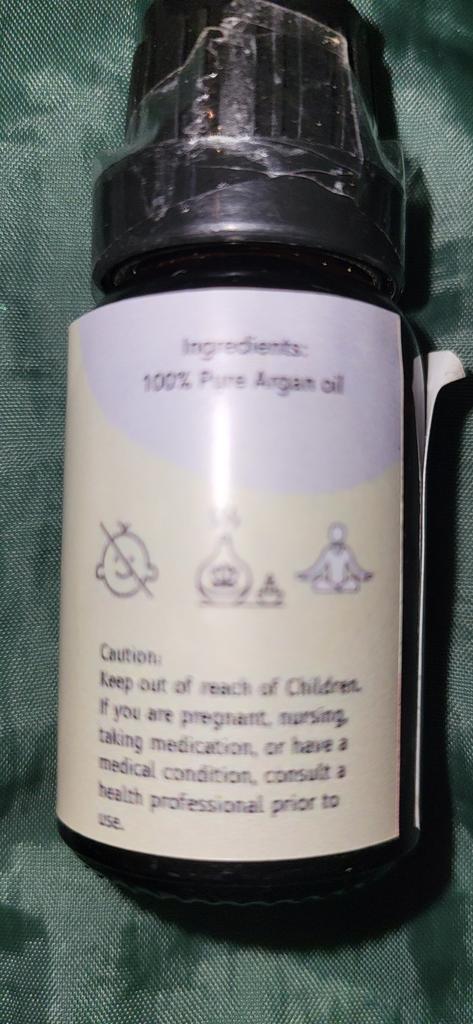 Ingredients:
100% Pure Argan oil
Caution:
Keep out of reach of Children.
If you are pregnant, nursing,
taking medication, or have a
medical condition, consult a
health professional prior to
use.